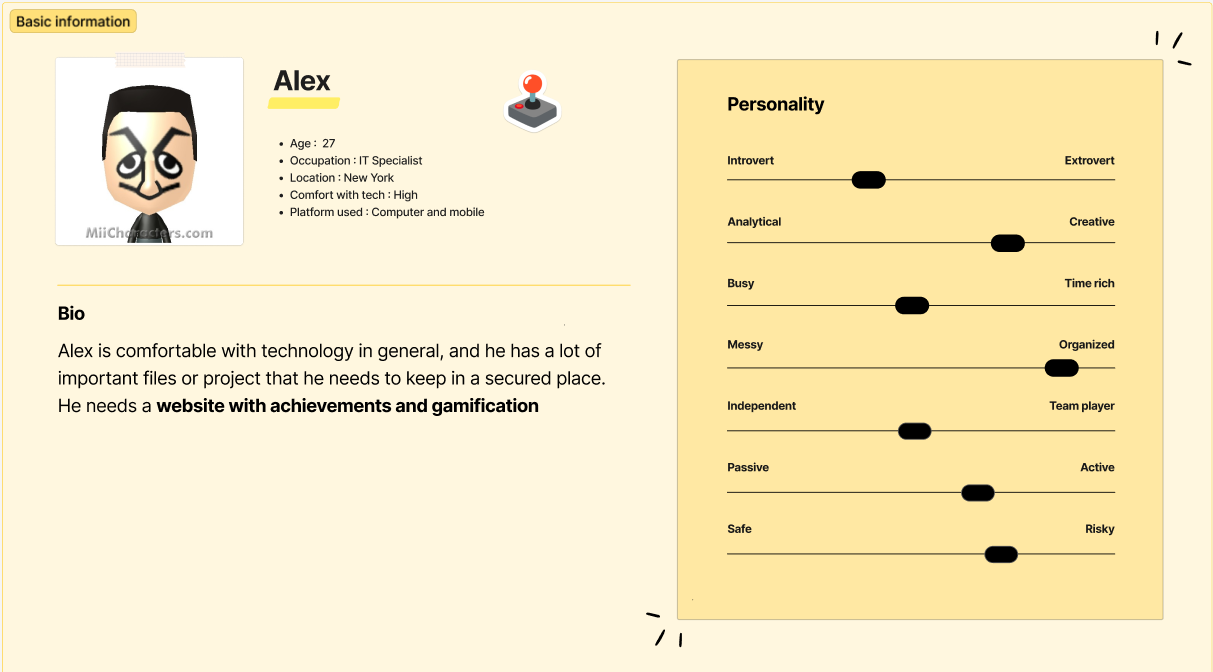 Basic information
Alex
MiiCharacters.com
• Age : 27
• Occupation : IT Specialist
• Location : New York
• Comfort with tech : High
• Platform used : Computer and mobile
Bio
Alex is comfortable with technology in general, and he has a lot of
important files or project that he needs to keep in a secured place.
He needs a website with achievements and gamification
Personality
Introvert Extrovert
Analytical Creative
Busy Time rich
Messy Organized
Independent Team player
Passive Active
Safe Risky